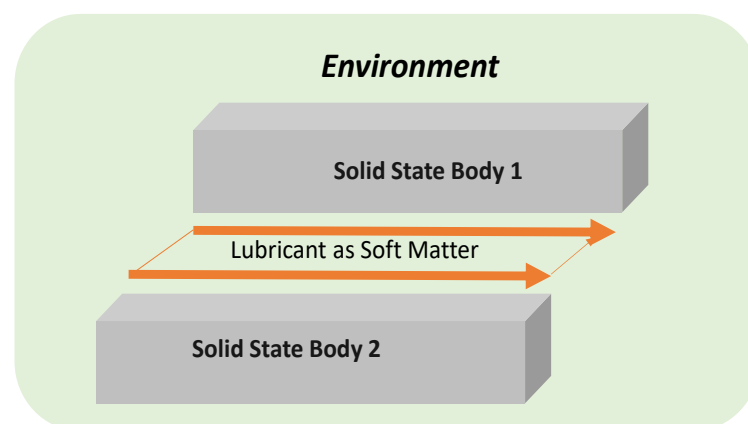 Environment
Solid State Body 1
Lubricant as Soft Matter
Solid State Body 2